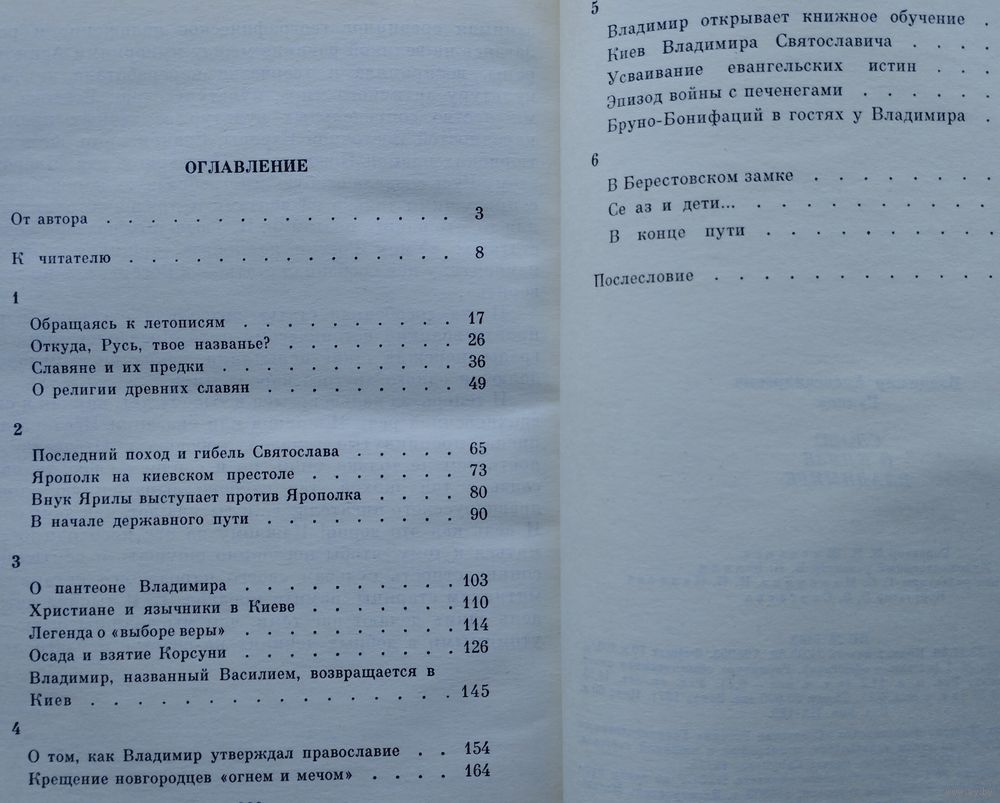 ОГЛАВЛЕНИЕ
От автора . . . . . . . . . . . . . . . . 3
К читателю . . . . . . . . . . . . . . . 8
1
Обращаясь к летописям . . . . . . . . . . 17
Откуда, Русь, твое названье? . . . . . . . . 26
Славяне и их предки . . . . . . . . . . . 36
О религии древних славян . . . . . . . . . 49
2
Последний поход и гибель Святослава . . . . . 65
Ярополк на киевском престоле . . . . . . . 73
Внук Ярилы выступает против Ярополка . . . . 80
В начале державного пути . . . . . . . . . 90
3
О пантеоне Владимира . . . . . . . . . . 103
Христиане и язычники в Киеве . . . . . . . 110
Легенда о «выборе веры» . . . . . . . . . . 114
Осада и взятие Корсуни . . . . . . . . . . 126
Владимир, названный Василием, возвращается в
Киев . . . . . . . . . . . . . . . 145
4
О том, как Владимир утверждал православие . . 154
Крещение новгородцев «огнем и мечом» . . . . 164
5
Владимир открывает книжное обучение .
Киев Владимира Святославича . . . .
Усваивание евангельских истин . . .
Эпизод войны с печенегами . . . . . .
Бруно-Бонифаций в гостях у Владимира .
6
В Берестовском замке . . . . . . . .
Се аз и дети... . . . . . . . . . .
В конце пути . . . . . . . . . .
Послесловие . . . . . . . . . . . .